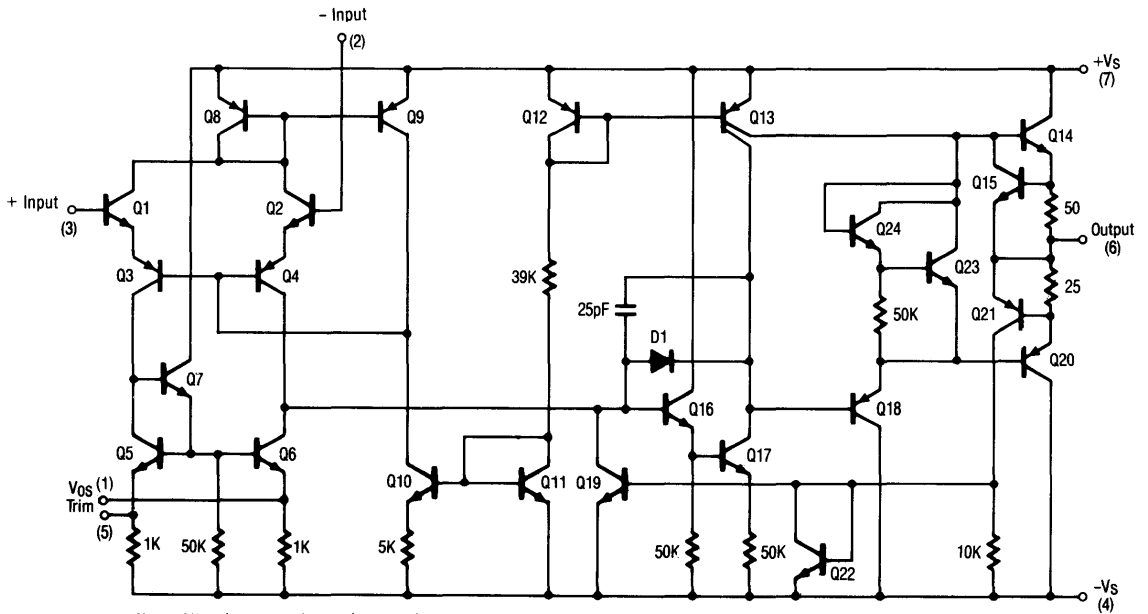 - Input
(2)
+Vs
(7)
Q8
Q9
Q12
Q13
Q14
Q15
+ Input
(3)
Q1
Q2
50
Output
(6)
Q24
Q3
Q4
39K
Q23
25
25pF
50K
Q21
D1
Q7
Q20
Q16
Q18
Q5
Q6
Q17
Vos (1)
Trim
(5)
Q10
Q11
Q19
1K
50K
1K
5K
50K
50K
Q22
10K
-Vs
(4)